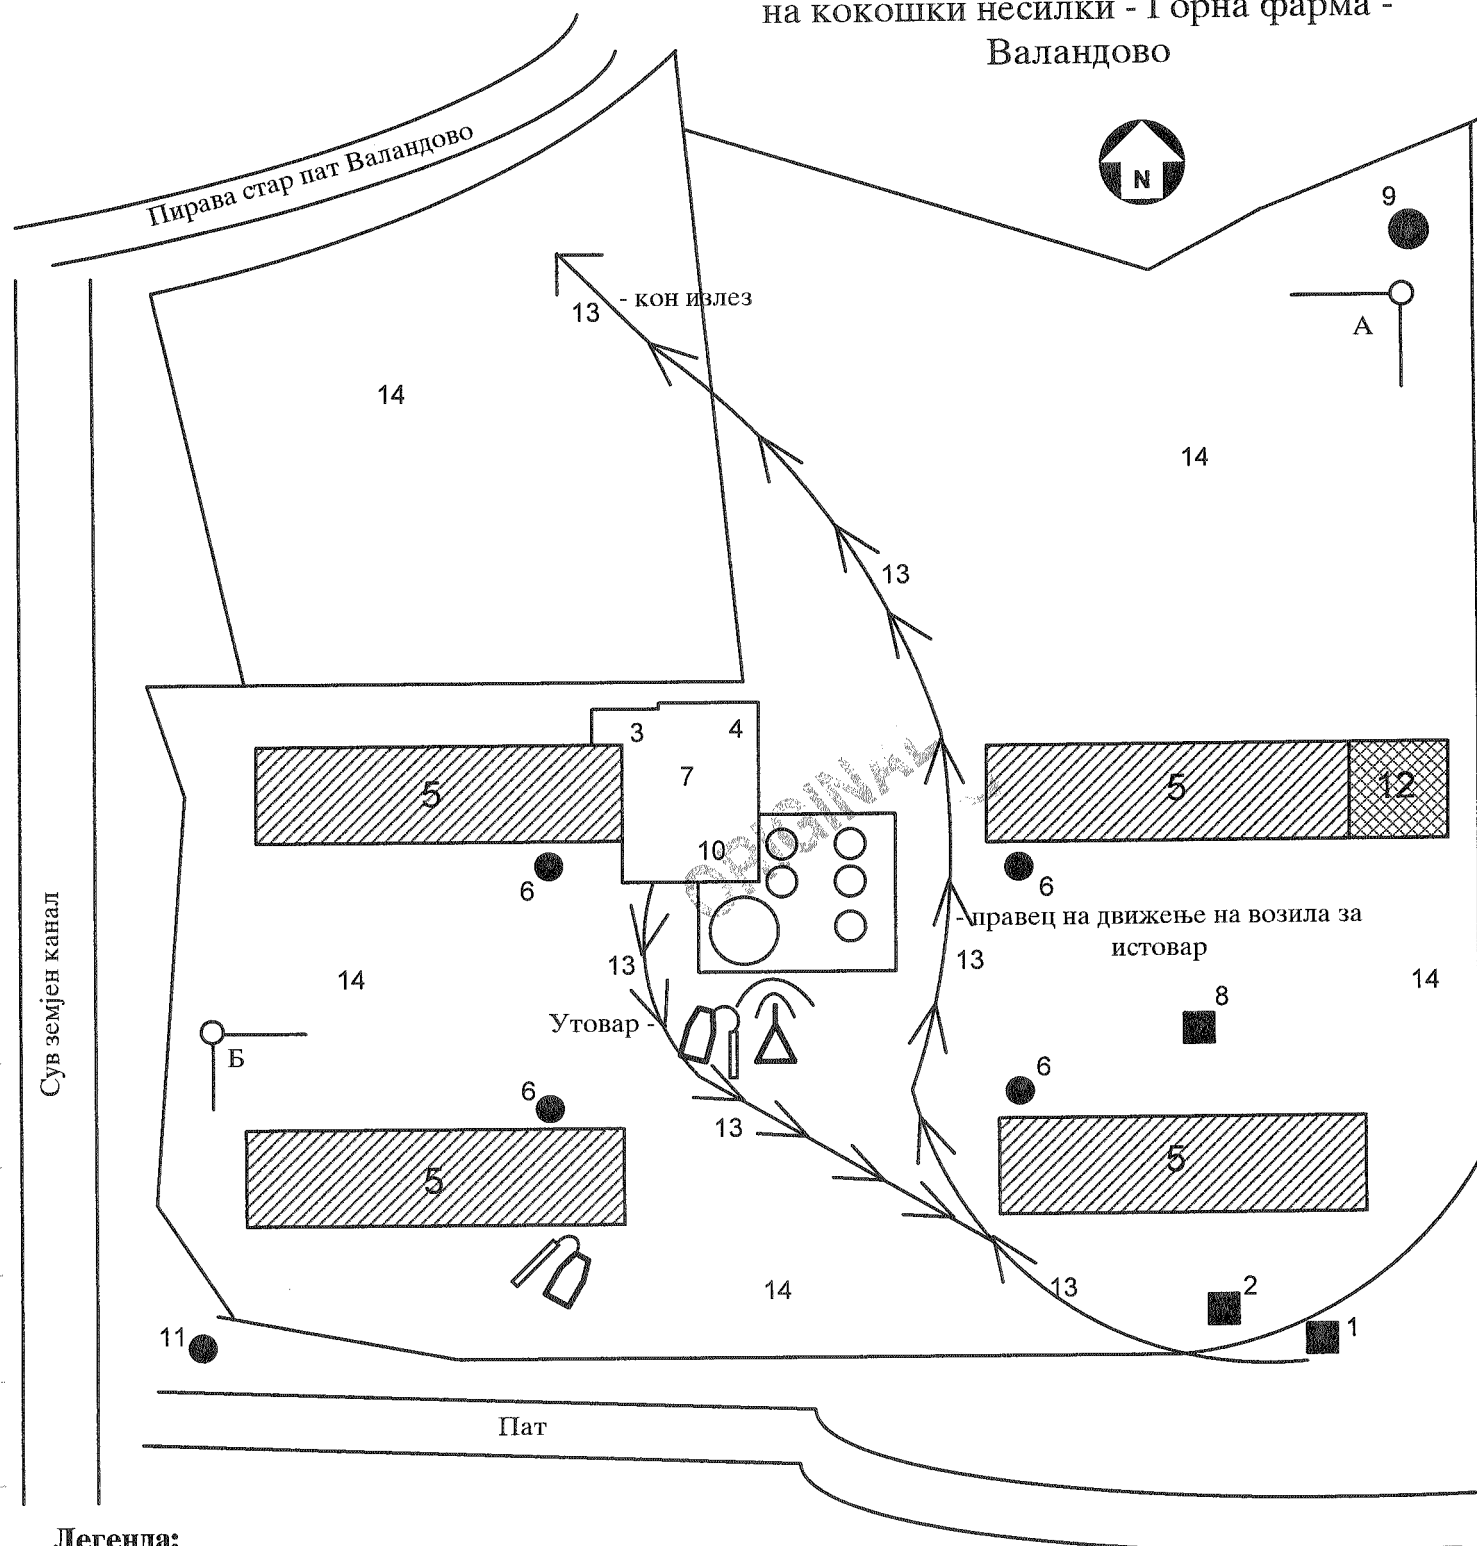 на кокошки несилки - Горна фарма -
Валандово
Пирава стар пат Валандово
N
9
А
13
- кон излез
14
14
13
3
4
7
5
5
12
10
ORIGINAL
6
6
- правец на движење на возила за
истовар
13
13
14
14
8
Утовар -
Б
6
6
13
5
5
Сув земјен канал
14
13
2
1
11
Пат
Легенда: